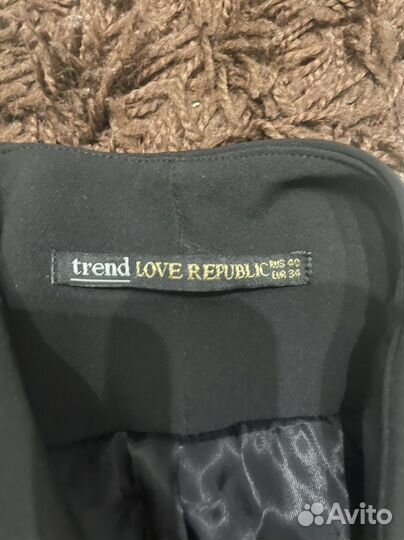 trend LOVE REPUBLIC RUS 40
EUR 34
Avito